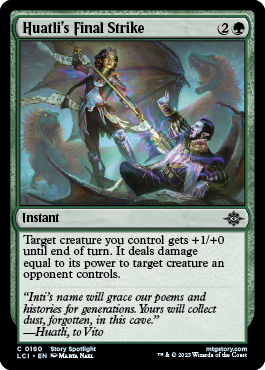 Huatli's Final Strike 2
Instant
Target creature you control gets +1/+0
until end of turn. It deals damage
equal to its power to target creature an
opponent controls.
"Inti's name will grace our poems and
histories for generations. Yours will
collect dust, forgotten, in this cave."
—Huatli, to Vito
C 0190 Story Spotlight mtgstory.com
LCI • EN Marta Nael ™ & © 2023 Wizards of the Coast